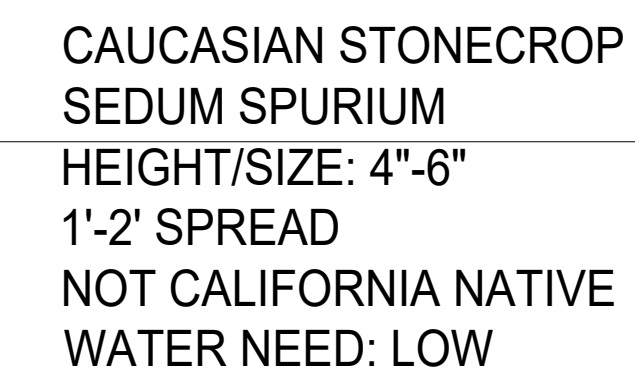 CAUCASIAN STONECROP
SEDUM SPURIUM
HEIGHT/SIZE: 4"-6"
1'-2' SPREAD
NOT CALIFORNIA NATIVE
WATER NEED: LOW